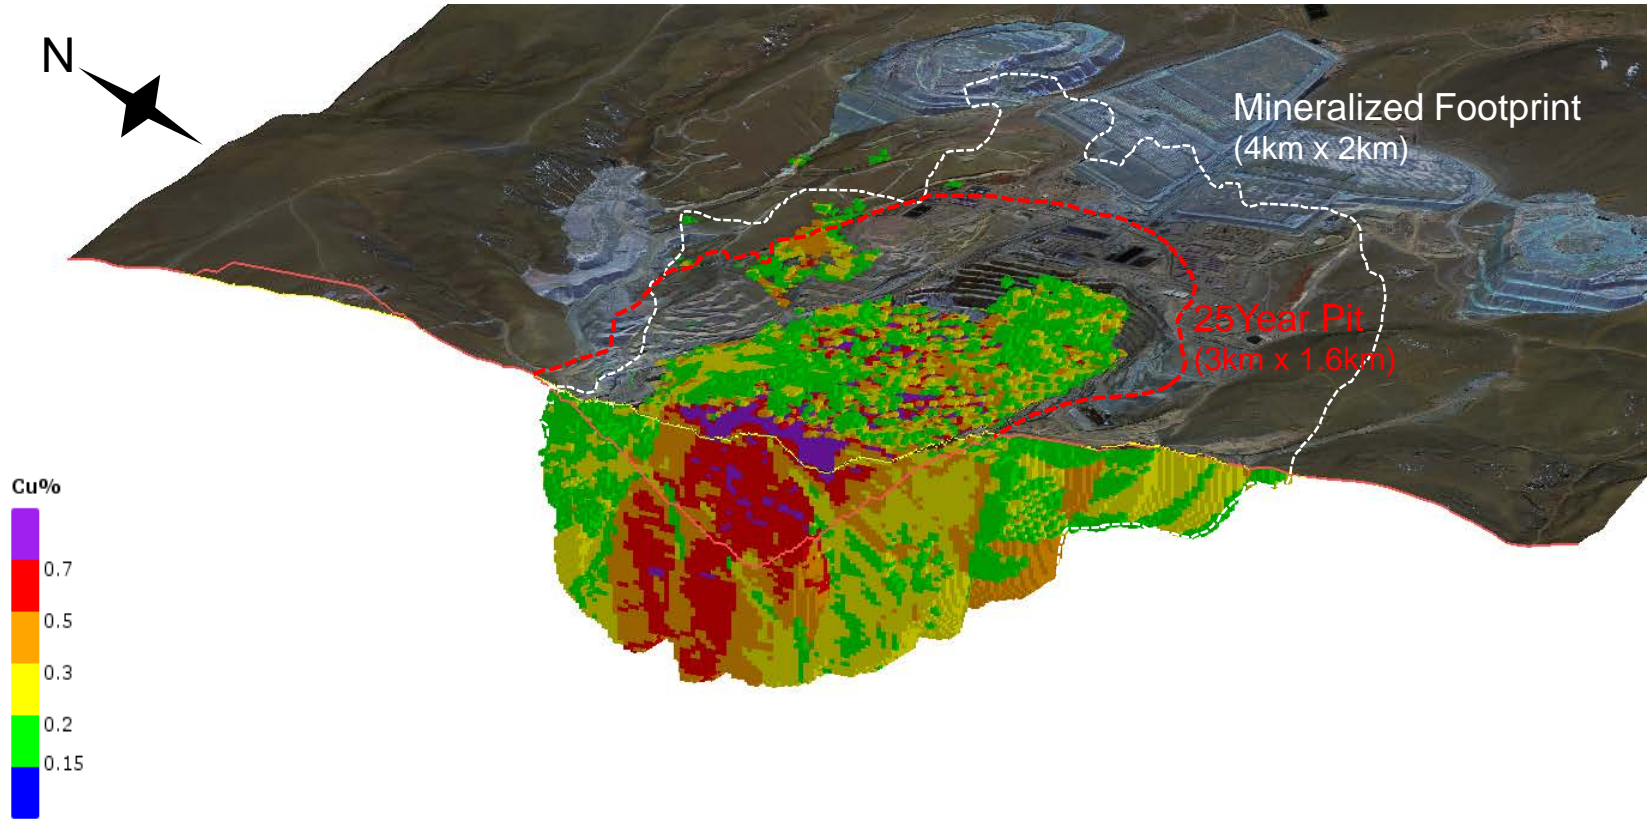 N
Mineralized Footprint
(4km x 2km)
25Year Pit
(3km x 1.6km)
Cu%
0.7
0.5
0.3
0.2
0.15